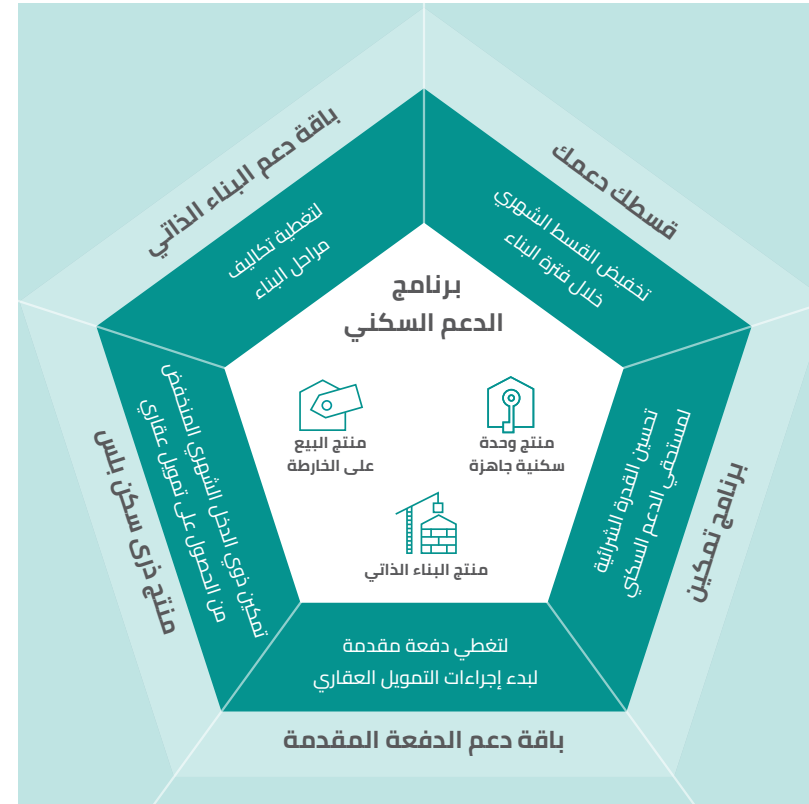 برنامج
الدعم السكني
منتج وحدة
سكنية جاهزة
منتج البيع
على الخارطة
منتج البناء الذاتي
قسطك دعمك
تخفيض القسط الشهري
خلال فترة البناء
برنامج تمكين
تحسين القدرة الشرائية
لمستحقي الدعم السكني
باقة دعم الدفعة المقدمة
لتغطي دفعة مقدمة
لبدء إجراءات التمويل العقاري
منتج ذرى سكن بلس
تمكين ذوي الدخل الشهري المنخفض
من الحصول على تمويل عقاري
باقة دعم البناء الذاتي
لتغطية تكاليف
مراحل البناء